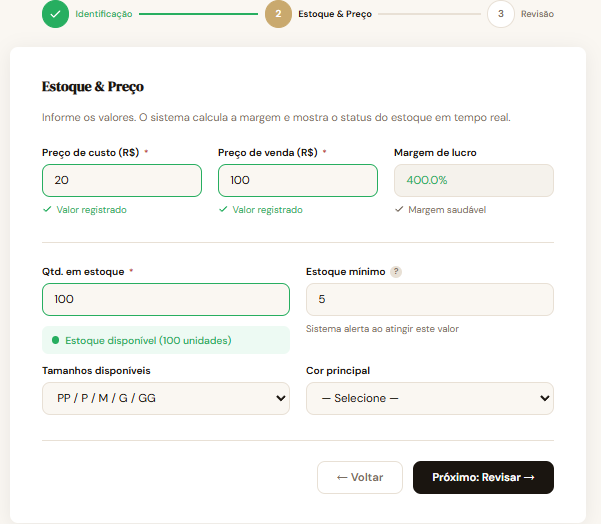 ✓ Identificação 2 Estoque & Preço 3 Revisão
Estoque & Preço
Informe os valores. O sistema calcula a margem e mostra o status do estoque em tempo real.
Preço de custo (R$) * Preço de venda (R$) * Margem de lucro
20 100 400.0%
✓ Valor registrado ✓ Valor registrado ✓ Margem saudável
Qtd. em estoque * Estoque mínimo ?
100 5
Estoque disponível (100 unidades) Sistema alerta ao atingir este valor
Tamanhos disponíveis Cor principal
PP / P / M / G / GG — Selecione —
← Voltar Próximo: Revisar →